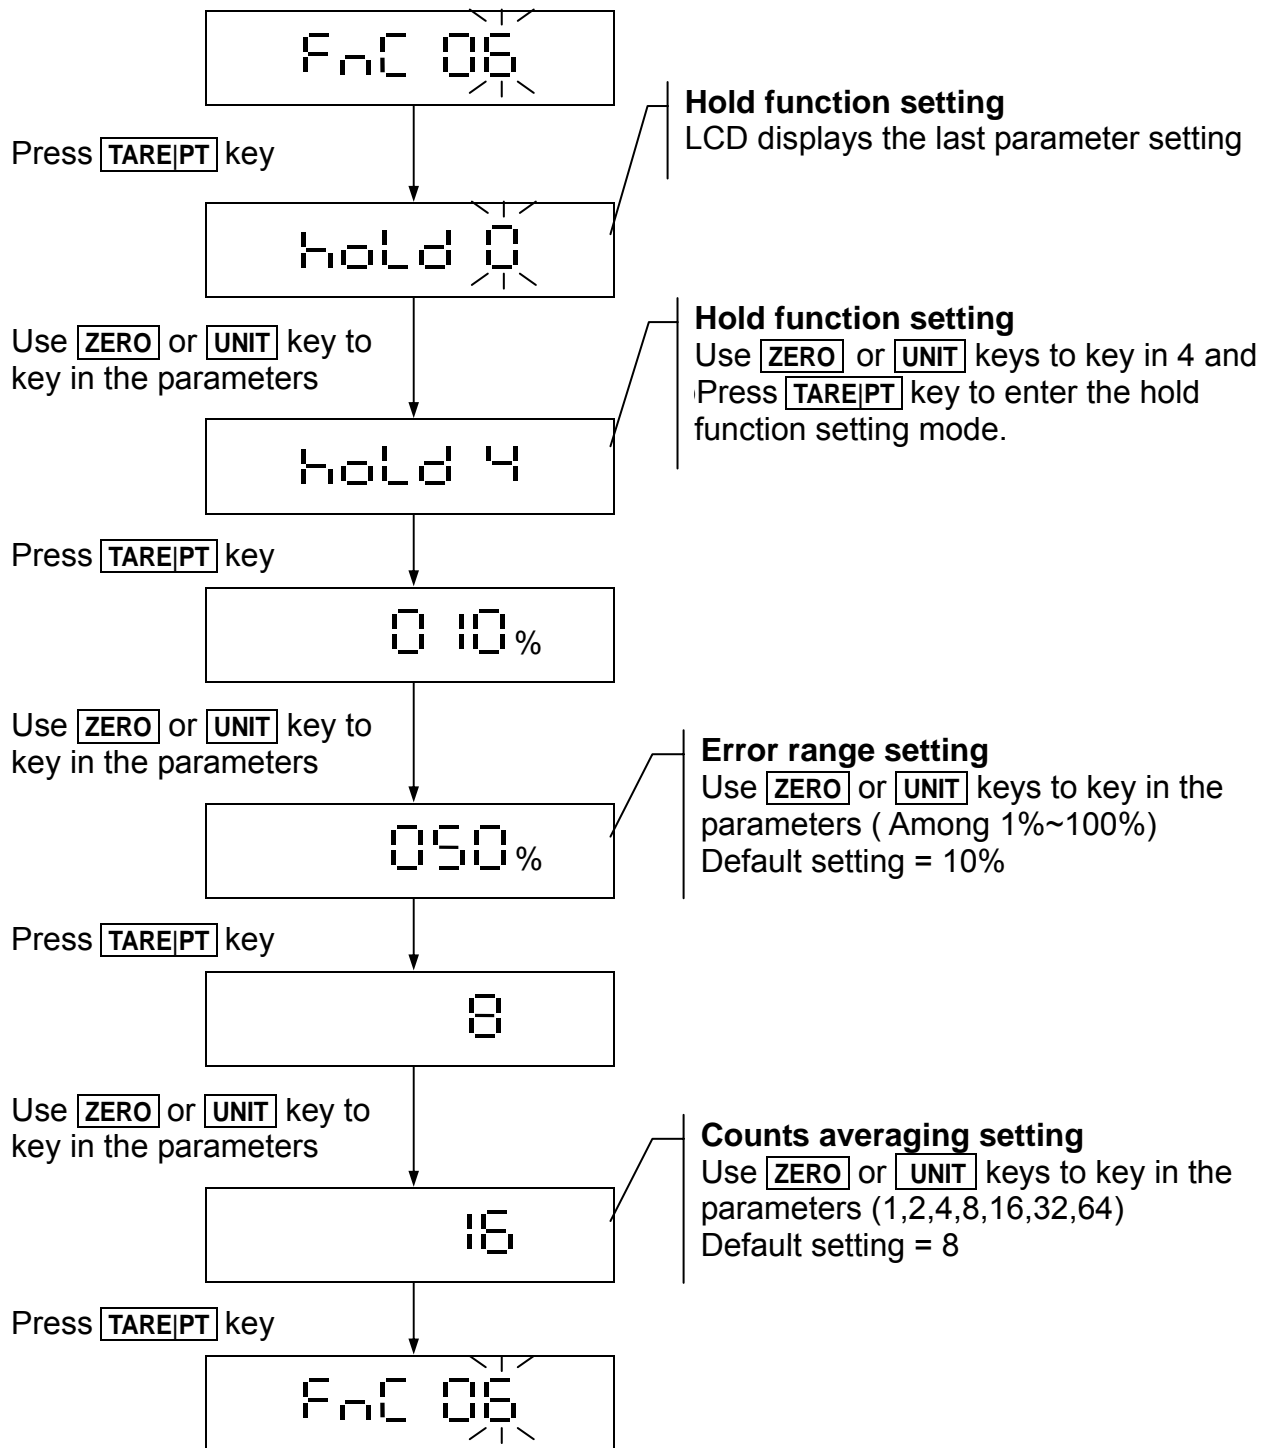 FnC 06
Hold function setting
LCD displays the last parameter setting
Press TARE|PT key
hoLd 0
Use ZERO or UNIT key to
key in the parameters
Hold function setting
Use ZERO or UNIT keys to key in 4 and
Press TARE|PT key to enter the hold
function setting mode.
hoLd 4
Press TARE|PT key
010%
Use ZERO or UNIT key to
key in the parameters
Error range setting
Use ZERO or UNIT keys to key in the
parameters ( Among 1%~100%)
Default setting = 10%
050%
Press TARE|PT key
8
Use ZERO or UNIT key to
key in the parameters
Counts averaging setting
Use ZERO or UNIT keys to key in the
parameters (1,2,4,8,16,32,64)
Default setting = 8
16
Press TARE|PT key
FnC 06